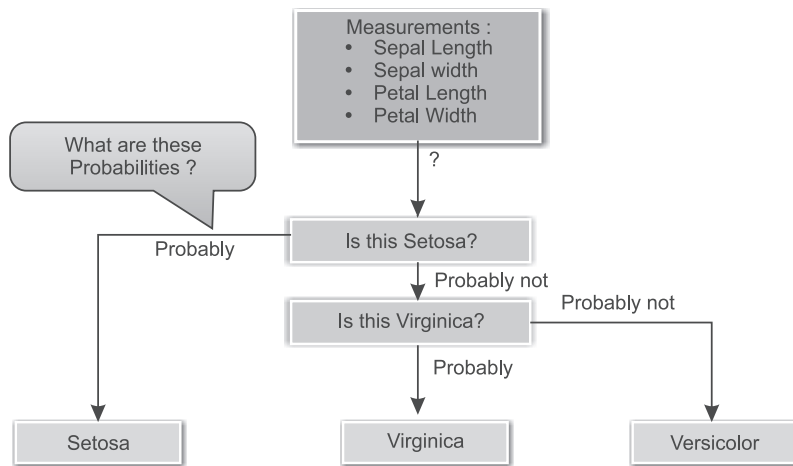 Measurements :
• Sepal Length
• Sepal width
• Petal Length
• Petal Width
?
What are these
Probabilities ?
Is this Setosa?
Probably
Probably not
Is this Virginica?
Probably not
Probably
Setosa
Virginica
Versicolor